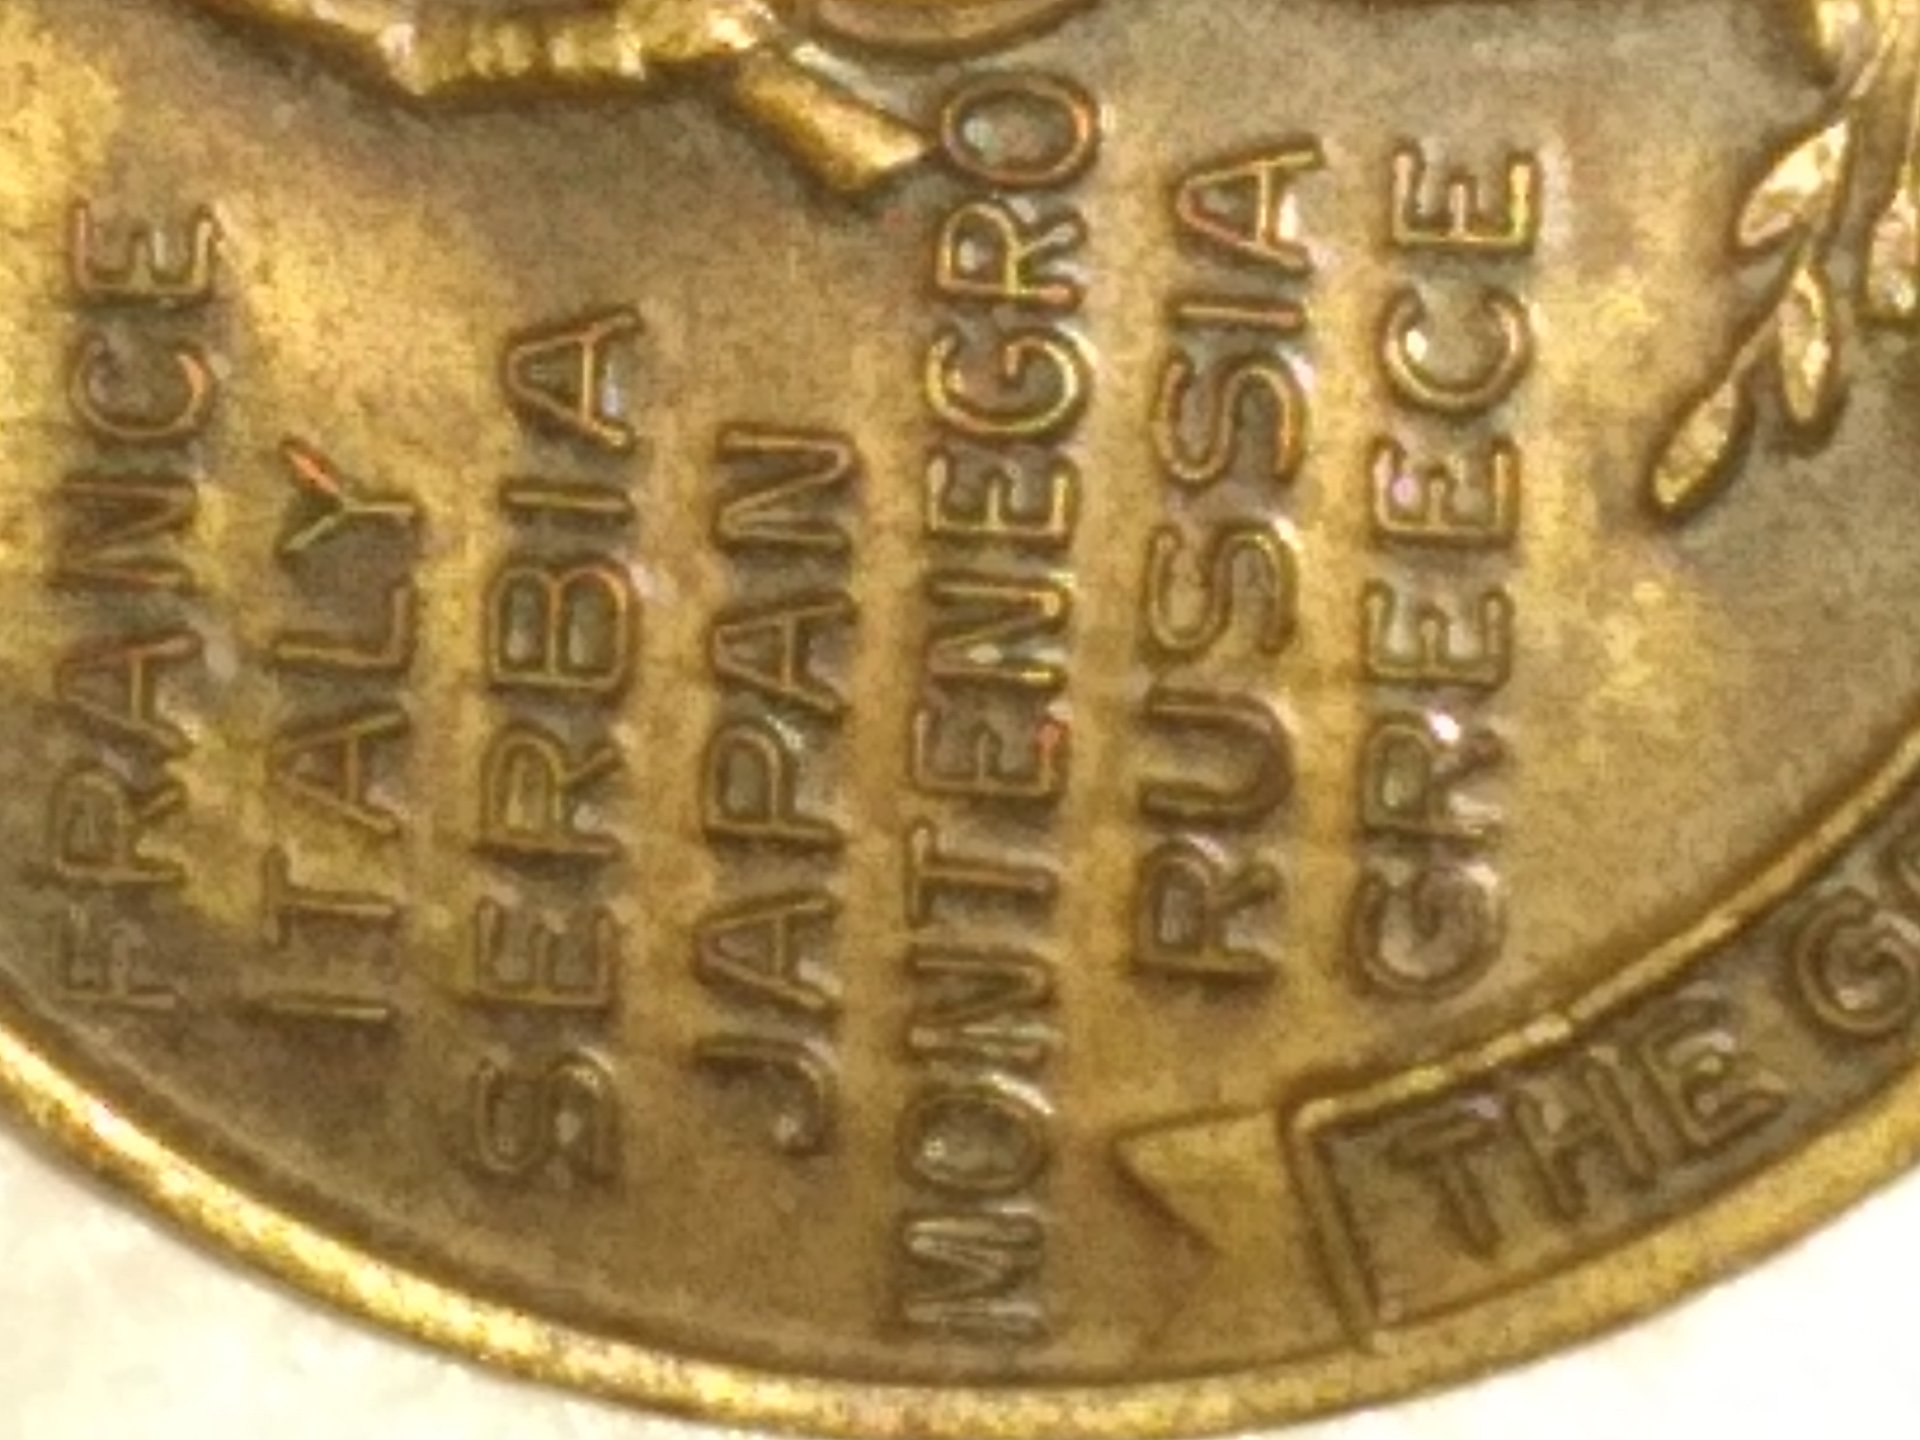 FRANCE
ITALY
SERBIA
JAPAN
MONTENEGRO
RUSSIA
GREECE
THE